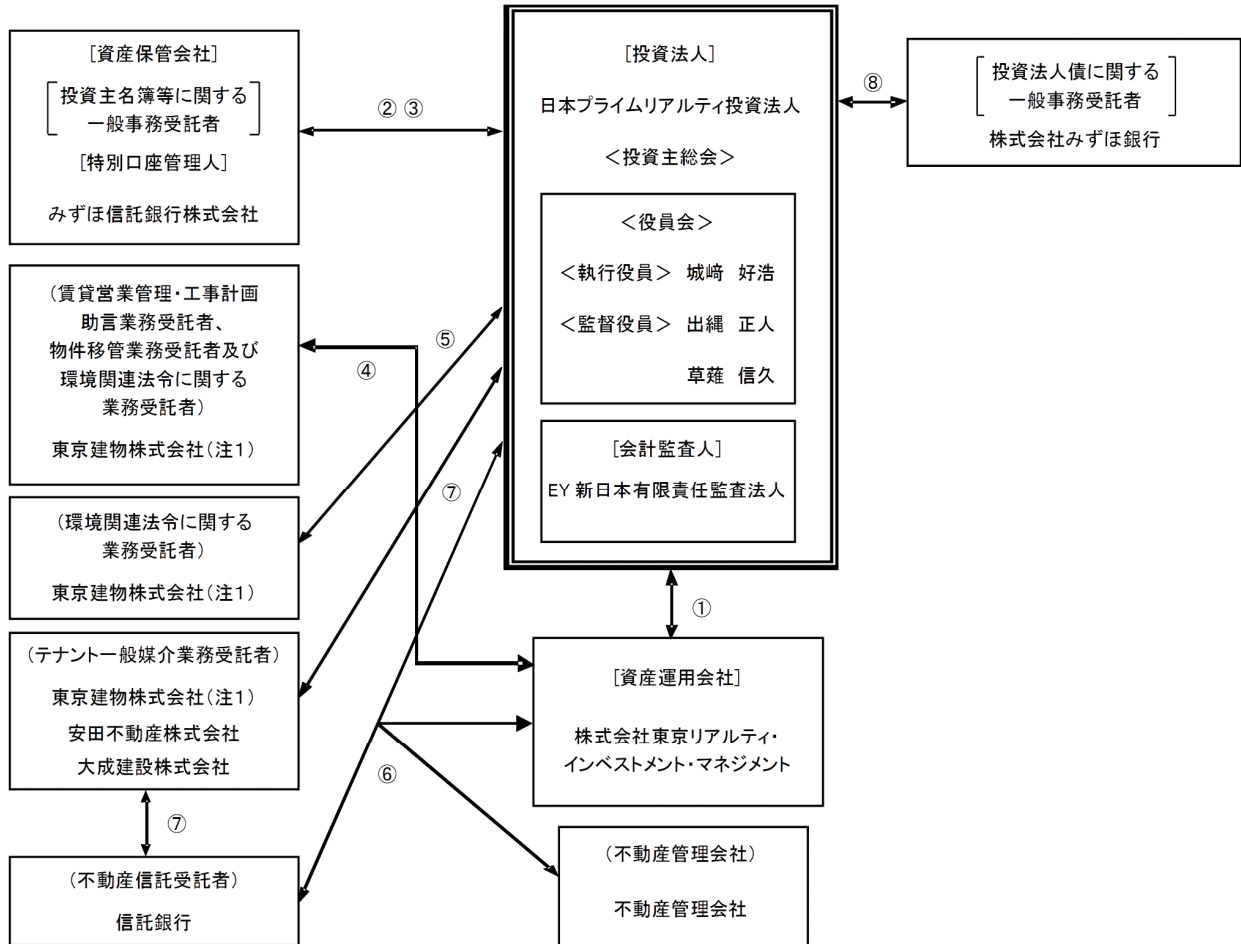 [資産保管会社]
投資主名簿等に関する
一般事務受託者
[特別口座管理人]
みずほ信託銀行株式会社
② ③
[投資法人]
日本プライムリアルティ投資法人
＜投資主総会＞
＜役員会＞
＜執行役員＞ 城﨑 好浩
＜監督役員＞ 出縄 正人
草薙 信久
[会計監査人]
EY 新日本有限責任監査法人
⑧
投資法人債に関する
一般事務受託者
株式会社みずほ銀行
(賃貸営業管理・工事計画
助言業務受託者、
物件移管業務受託者及び
環境関連法令に関する
業務受託者)
東京建物株式会社(注1)
④
⑤
(環境関連法令に関する
業務受託者)
東京建物株式会社(注1)
⑦
①
(テナント一般媒介業務受託者)
東京建物株式会社(注1)
安田不動産株式会社
大成建設株式会社
[資産運用会社]
株式会社東京リアルティ・
インベストメント・マネジメント
⑥
⑦
(不動産信託受託者)
信託銀行
(不動産管理会社)
不動産管理会社